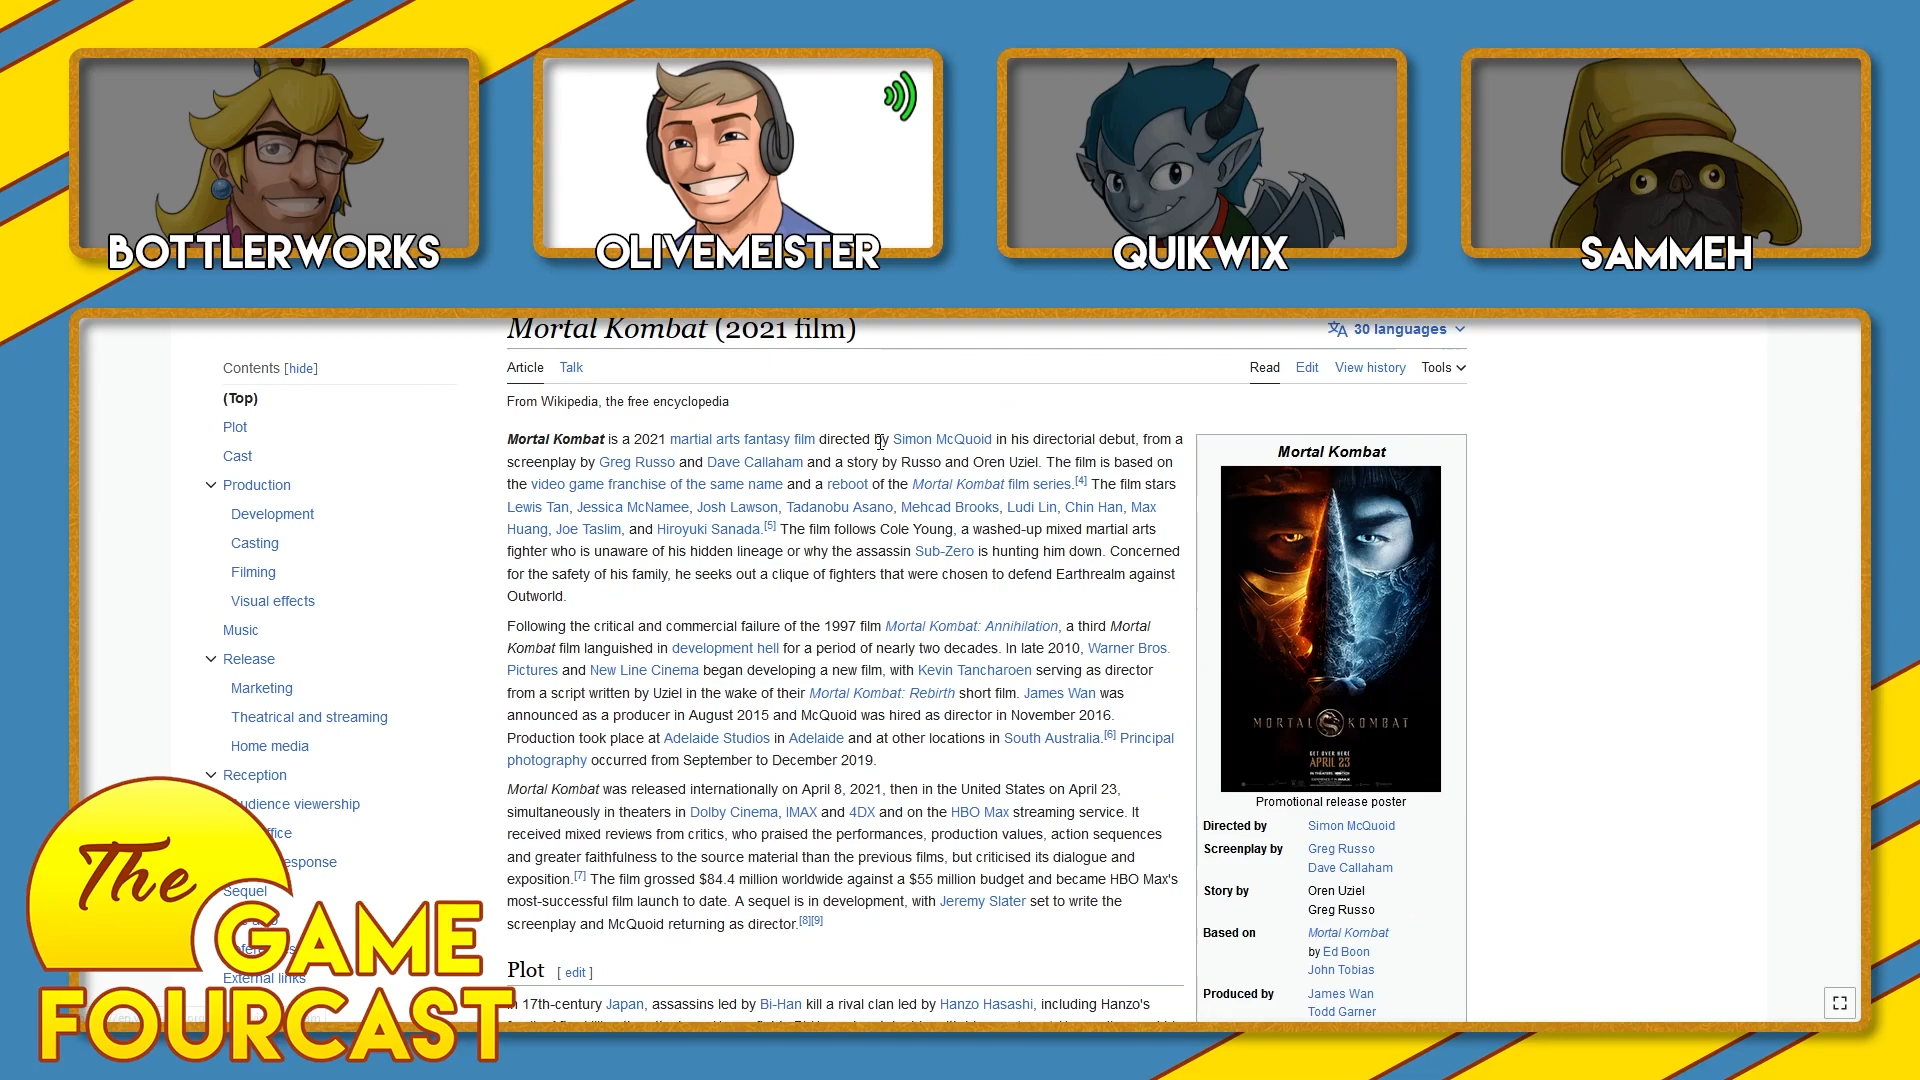 BOTTLERWORKS
OLIVEMEISTER
QUIKWIX
SAMMEH
Mortal Kombat (2021 film)
30 languages
Article Talk
Read Edit View history Tools
From Wikipedia, the free encyclopedia
Contents [hide]
(Top)
Plot
Cast
Production
Development
Casting
Filming
Visual effects
Music
Release
Marketing
Theatrical and streaming
Home media
Reception
Sequel
External links
Mortal Kombat is a 2021 martial arts fantasy film directed by Simon McQuoid in his directorial debut, from a
screenplay by Greg Russo and Dave Callaham and a story by Russo and Oren Uziel. The film is based on
the video game franchise of the same name and a reboot of the Mortal Kombat film series.[4] The film stars
Lewis Tan, Jessica McNamee, Josh Lawson, Tadanobu Asano, Mehcad Brooks, Ludi Lin, Chin Han, Max
Huang, Joe Taslim, and Hiroyuki Sanada.[5] The film follows Cole Young, a washed-up mixed martial arts
fighter who is unaware of his hidden lineage or why the assassin Sub-Zero is hunting him down. Concerned
for the safety of his family, he seeks out a clique of fighters that were chosen to defend Earthrealm against
Outworld.
Following the critical and commercial failure of the 1997 film Mortal Kombat: Annihilation, a third Mortal
Kombat film languished in development hell for a period of nearly two decades. In late 2010, Warner Bros.
Pictures and New Line Cinema began developing a new film, with Kevin Tancharoen serving as director
from a script written by Uziel in the wake of their Mortal Kombat: Rebirth short film. James Wan was
announced as a producer in August 2015 and McQuoid was hired as director in November 2016.
Production took place at Adelaide Studios in Adelaide and at other locations in South Australia.[6] Principal
photography occurred from September to December 2019.
Mortal Kombat was released internationally on April 8, 2021, then in the United States on April 23,
simultaneously in theaters in Dolby Cinema, IMAX and 4DX and on the HBO Max streaming service. It
received mixed reviews from critics, who praised the performances, production values, action sequences
and greater faithfulness to the source material than the previous films, but criticised its dialogue and
exposition.[7] The film grossed $84.4 million worldwide against a $55 million budget and became HBO Max's
most-successful film launch to date. A sequel is in development, with Jeremy Slater set to write the
screenplay and McQuoid returning as director.[8][9]
Plot [ edit ]
17th-century Japan, assassins led by Bi-Han kill a rival clan led by Hanzo Hasashi, including Hanzo's
Mortal Kombat
MORTAL KOMBAT
GET OVER HERE
APRIL 23
Promotional release poster
Directed by Simon McQuoid
Screenplay by Greg Russo
Dave Callaham
Story by Oren Uziel
Greg Russo
Based on Mortal Kombat
by Ed Boon
John Tobias
Produced by James Wan
Todd Garner
The
GAME
FOURCAST